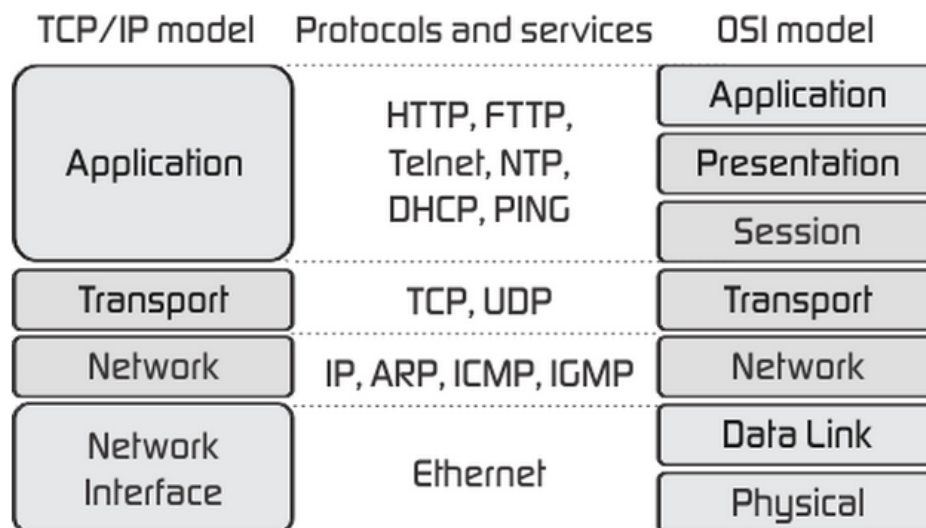 TCP/IP model Protocols and services OSI model
Application
HTTP, FTTP,
Telnet, NTP,
DHCP, PING
Application
Presentation
Session
Transport TCP, UDP Transport
Network IP, ARP, ICMP, IGMP Network
Network
Interface
Ethernet
Data Link
Physical